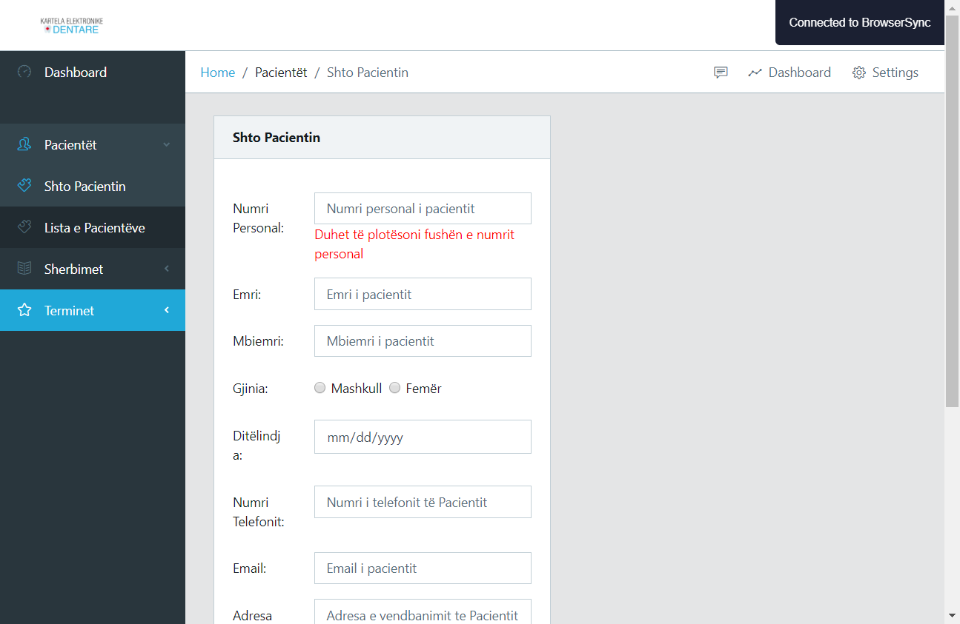 KARTELA ELEKTRONIKE
DENTARE
Connected to BrowserSync
Dashboard
Home / Pacientët / Shto Pacientin
Dashboard
Settings
Pacientët
Shto Pacientin
Lista e Pacientëve
Sherbimet
Terminet
Shto Pacientin
Numri
Personal:
Numri personal i pacientit
Duhet të plotësoni fushën e numrit
personal
Emri:
Emri i pacientit
Mbiemri:
Mbiemri i pacientit
Gjinia:
Mashkull
Femër
Ditëlindj
a:
mm/dd/yyyy
Numri
Telefonit:
Numri i telefonit të Pacientit
Email:
Email i pacientit
Adresa
Adresa e vendbanimit te Pacientit